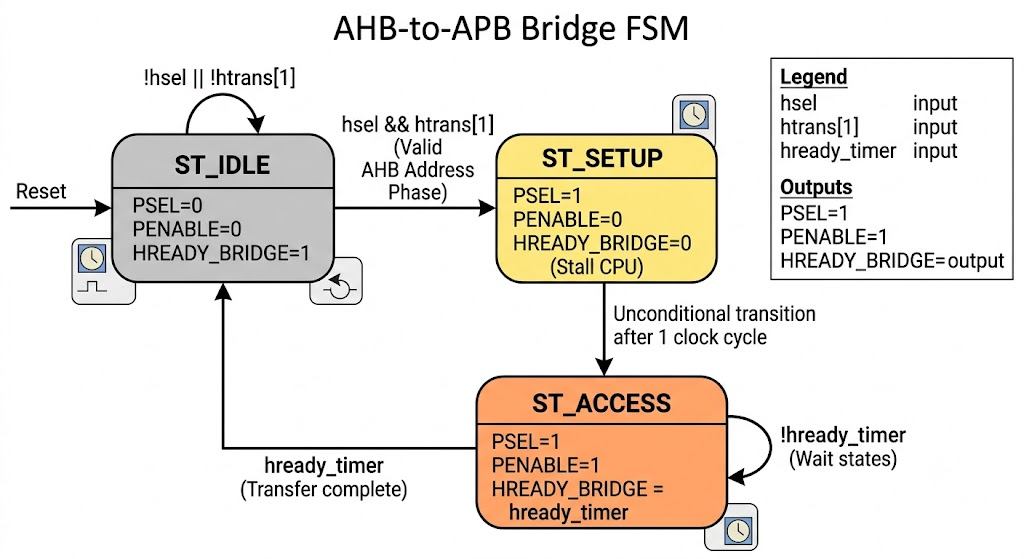 AHB-to-APB Bridge FSM
!hsel || !htrans[1]
hsel && htrans[1]
(Valid
AHB Address
Phase)
Reset
ST_IDLE
PSEL=0
PENABLE=0
HREADY_BRIDGE=1
ST_SETUP
PSEL=1
PENABLE=0
HREADY_BRIDGE=0
(Stall CPU)
Legend
hsel input
htrans[1] input
hready_timer input
Outputs
PSEL=1
PENABLE=1
HREADY_BRIDGE=output
Unconditional transition
after 1 clock cycle
ST_ACCESS
PSEL=1
PENABLE=1
HREADY_BRIDGE =
hready_timer
!hready_timer
(Wait states)
hready_timer
(Transfer complete)